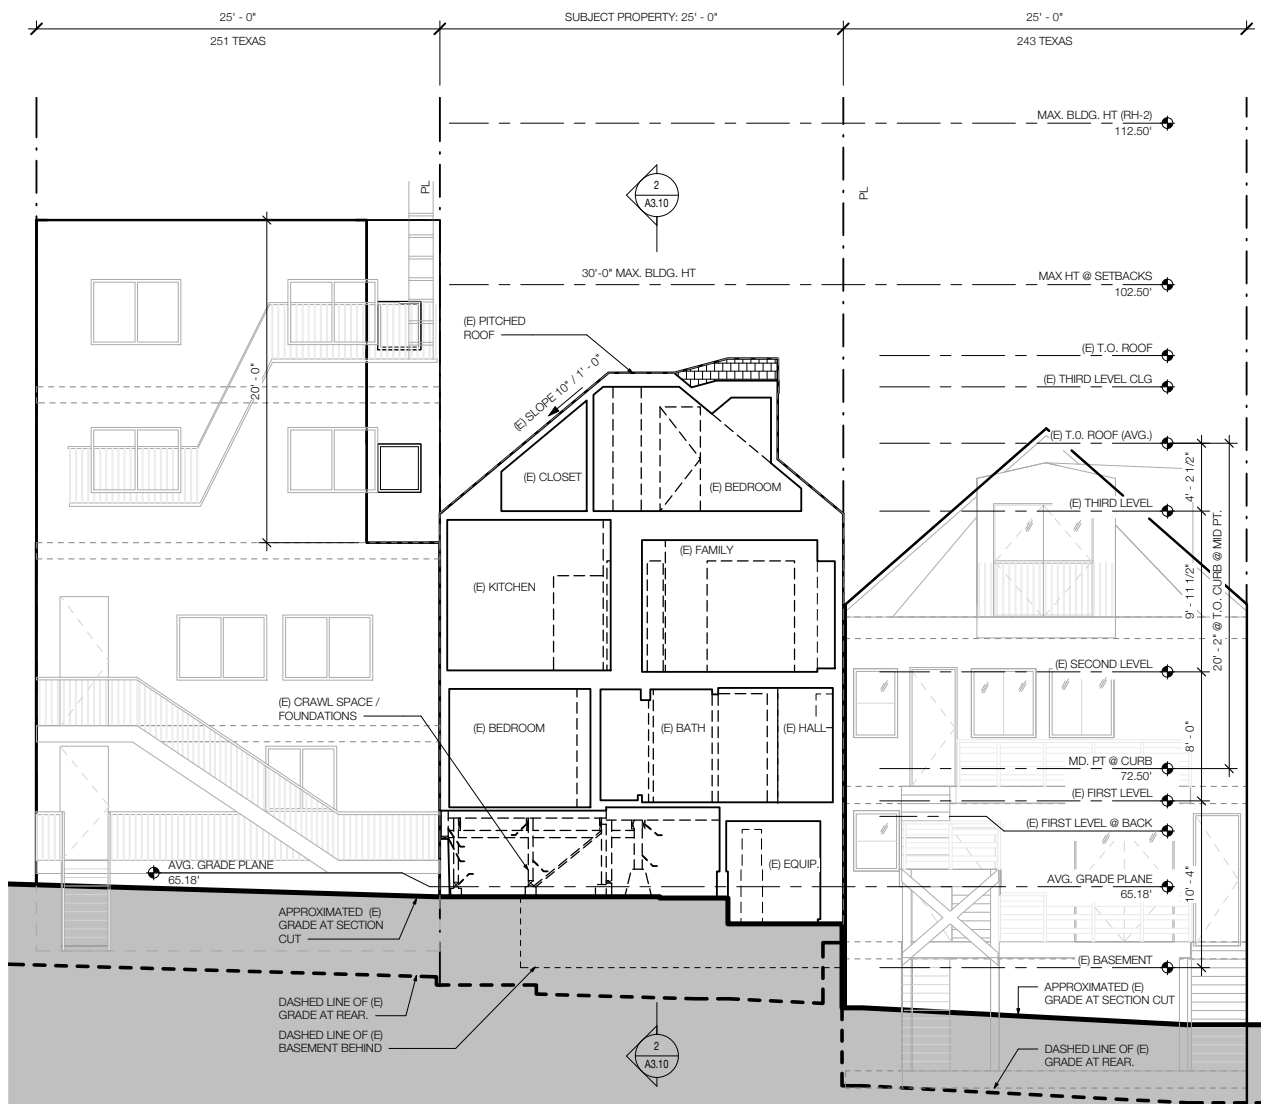 25' - 0"
SUBJECT PROPERTY: 25' - 0"
25' - 0"
251 TEXAS
243 TEXAS
MAX. BLDG. HT (RH-2)
112.50'
PL
PL
2
A3.10
30'-0" MAX. BLDG. HT
MAX HT @ SETBACKS
102.50'
(E) PITCHED
ROOF
(E) T.O. ROOF
(E) THIRD LEVEL CLG
20' - 0"
(E) SLOPE 10" / 1' - 0"
(E) T.O. ROOF (AVG.)
4' - 2 1/2"
(E) CLOSET
(E) BEDROOM
(E) THIRD LEVEL
20' - 2" @ T.O. CURB @ MID PT.
(E) FAMILY
(E) KITCHEN
9' - 11 1/2"
(E) SECOND LEVEL
(E) CRAWL SPACE /
FOUNDATIONS
(E) BEDROOM
(E) BATH
(E) HALL
8' - 0"
MD. PT @ CURB
72.50'
(E) FIRST LEVEL
(E) FIRST LEVEL @ BACK
AVG. GRADE PLANE
65.18'
(E) EQUIP.
AVG. GRADE PLANE
65.18'
10' - 4"
APPROXIMATED (E)
GRADE AT SECTION
CUT
(E) BASEMENT
DASHED LINE OF (E)
GRADE AT REAR.
APPROXIMATED (E)
GRADE AT SECTION CUT
DASHED LINE OF (E)
BASEMENT BEHIND
2
A3.10
DASHED LINE OF (E)
GRADE AT REAR.